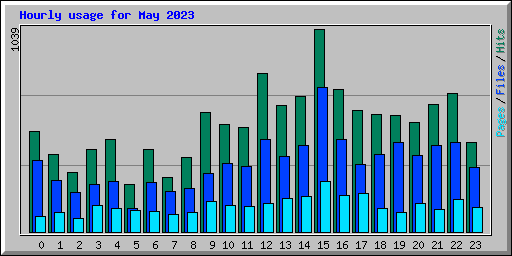 Hourly usage for May 2023
1039
Pages/Files/Hits
0 1 2 3 4 5 6 7 8 9 10 11 12 13 14 15 16 17 18 19 20 21 22 23